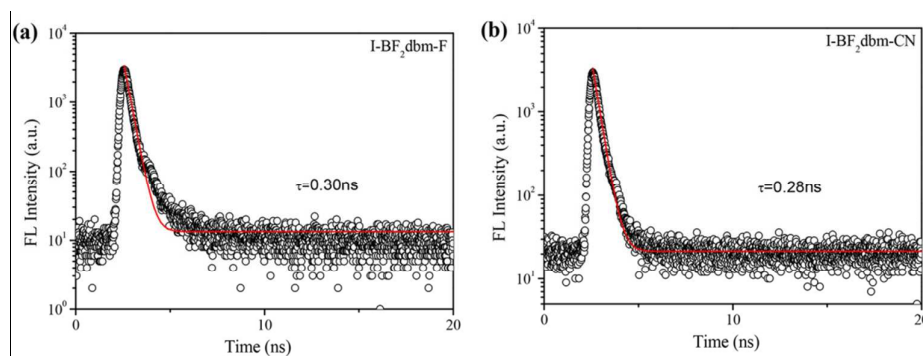 (a)
I-BF₂dbm-F
FL Intensity (a.u.)
10⁴
10³
10²
10¹
10⁰
τ=0.30ns
0
10
20
Time (ns)
(b)
I-BF₂dbm-CN
FL Intensity (a.u.)
10⁴
10³
10²
10¹
τ=0.28ns
0
10
20
Time (ns)